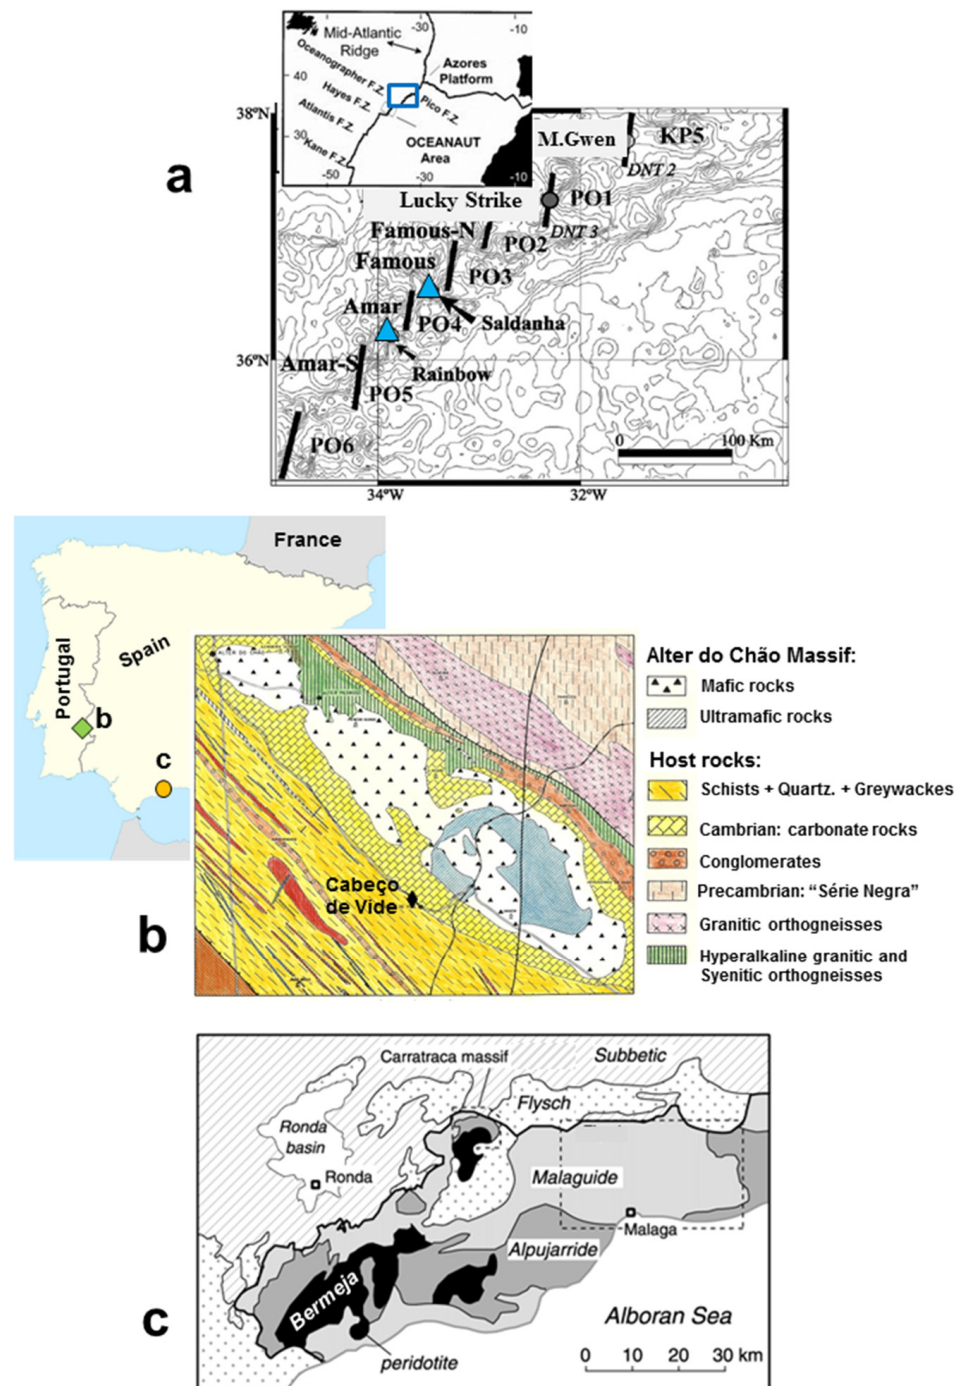 Mid-Atlantic
Ridge
-30
-10
Oceanographer F.Z.
Azores
Platform
40
Hayes F.Z.
Pico F.Z.
Atlantis F.Z.
30
OCEANAUT
Area
Kane F.Z.
-50
-30
-10
a
38ºN
M.Gwen
KP5
DNT 2
Lucky Strike
PO1
Famous-N
DNT 3
PO2
Famous
PO3
Amar
PO4
Saldanha
36ºN
Amar-S
Rainbow
PO5
PO6
0
100 Km
34ºW
32ºW
France
Portugal
Spain
b
c
Cabeço
de Vide
b
Alter do Chão Massif:
Mafic rocks
Ultramafic rocks
Host rocks:
Schists + Quartz. + Greywackes
Cambrian: carbonate rocks
Conglomerates
Precambrian: “Série Negra”
Granitic orthogneisses
Hyperalkaline granitic and
Syenitic orthogneisses
Carratraca massif
Subbetic
Flysch
Ronda
basin
Ronda
Malaguide
Malaga
Alpujarride
Bermeja
Alboran Sea
c
peridotite
0 10 20 30 km